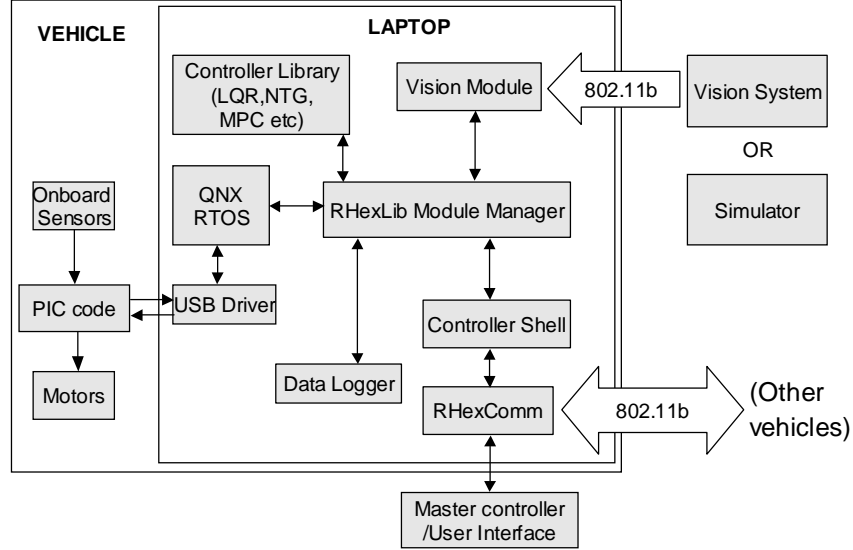 VEHICLE
LAPTOP
Controller Library
(LQR,NTG,
MPC etc)
Vision Module
802.11b
Vision System
OR
Simulator
Onboard
Sensors
QNX
RTOS
RHexLib Module Manager
PIC code
USB Driver
Controller Shell
Motors
Data Logger
RHexComm
802.11b
(Other
vehicles)
Master controller
/User Interface